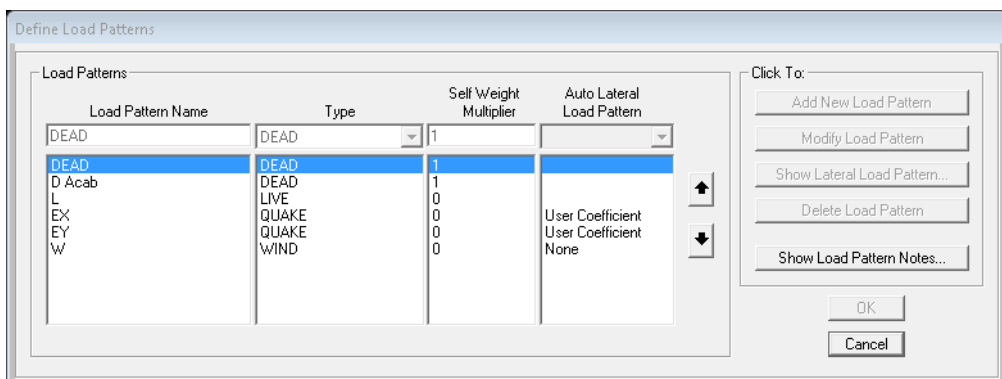 Define Load Patterns
Load Patterns
Click To:
Load Pattern Name Type Self Weight Multiplier Auto Lateral Load Pattern
DEAD DEAD 1
DEAD DEAD 1
D Acab DEAD 1
L LIVE 0
EX QUAKE 0 User Coefficient
EY QUAKE 0 User Coefficient
W WIND 0 None
Add New Load Pattern
Modify Load Pattern
Show Lateral Load Pattern...
Delete Load Pattern
Show Load Pattern Notes...
OK
Cancel